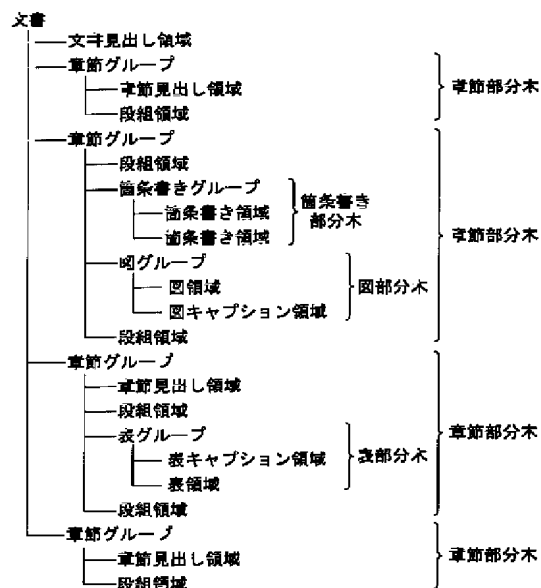 文書
文書見出し領域
章節グループ
章節見出し領域
段組領域
章節部分木
章節グループ
段組領域
箇条書きグループ
箇条書き領域
箇条書き領域
箇条書き
部分木
図グループ
図領域
図キャプション領域
図部分木
段組領域
章節部分木
章節グループ
章節見出し領域
段組領域
表グループ
表キャプション領域
表領域
表部分木
段組領域
章節部分木
章節グループ
章節見出し領域
段組領域
章節部分木